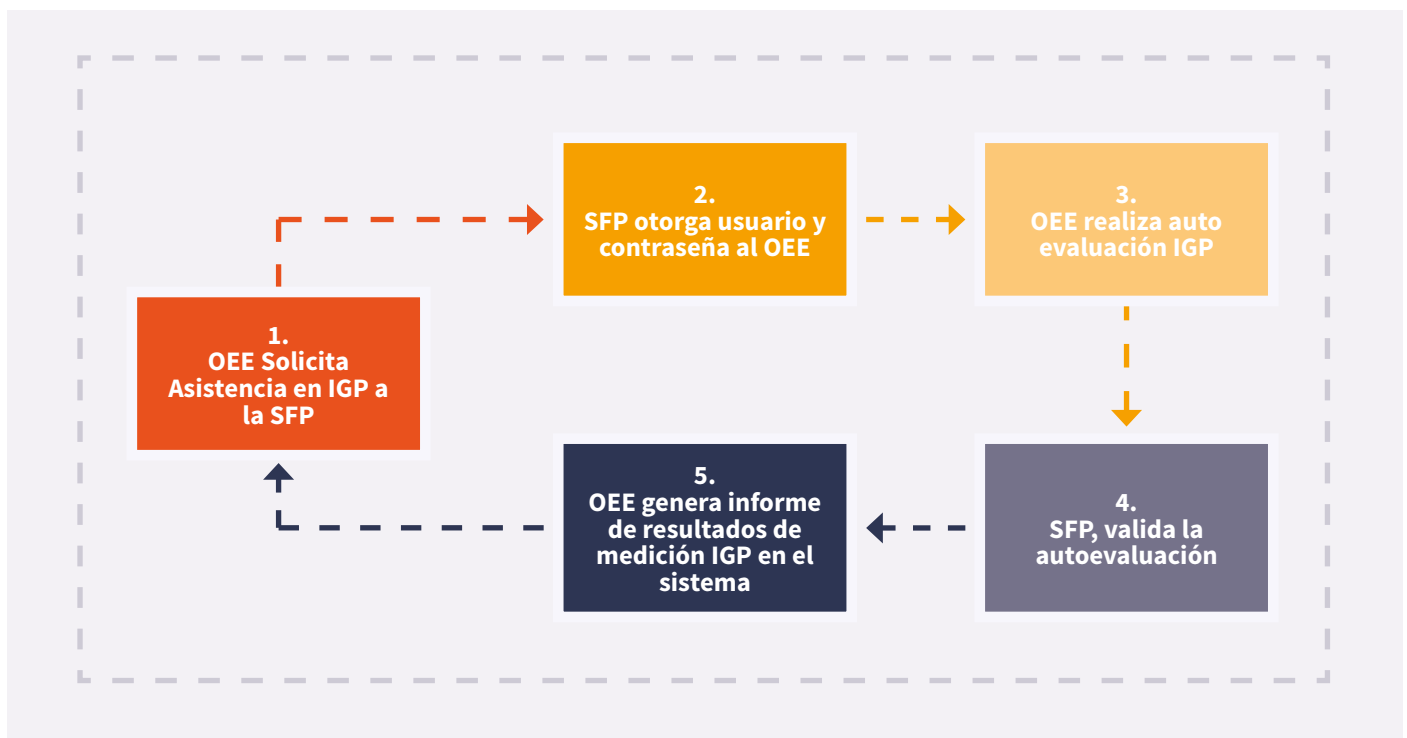 1.
OEE Solicita
Asistencia en IGP a
la SFP
2.
SFP otorga usuario y
contraseña al OEE
3.
OEE realiza auto
evaluación IGP
4.
SFP, valida la
autoevaluación
5.
OEE genera informe
de resultados de
medición IGP en el
sistema